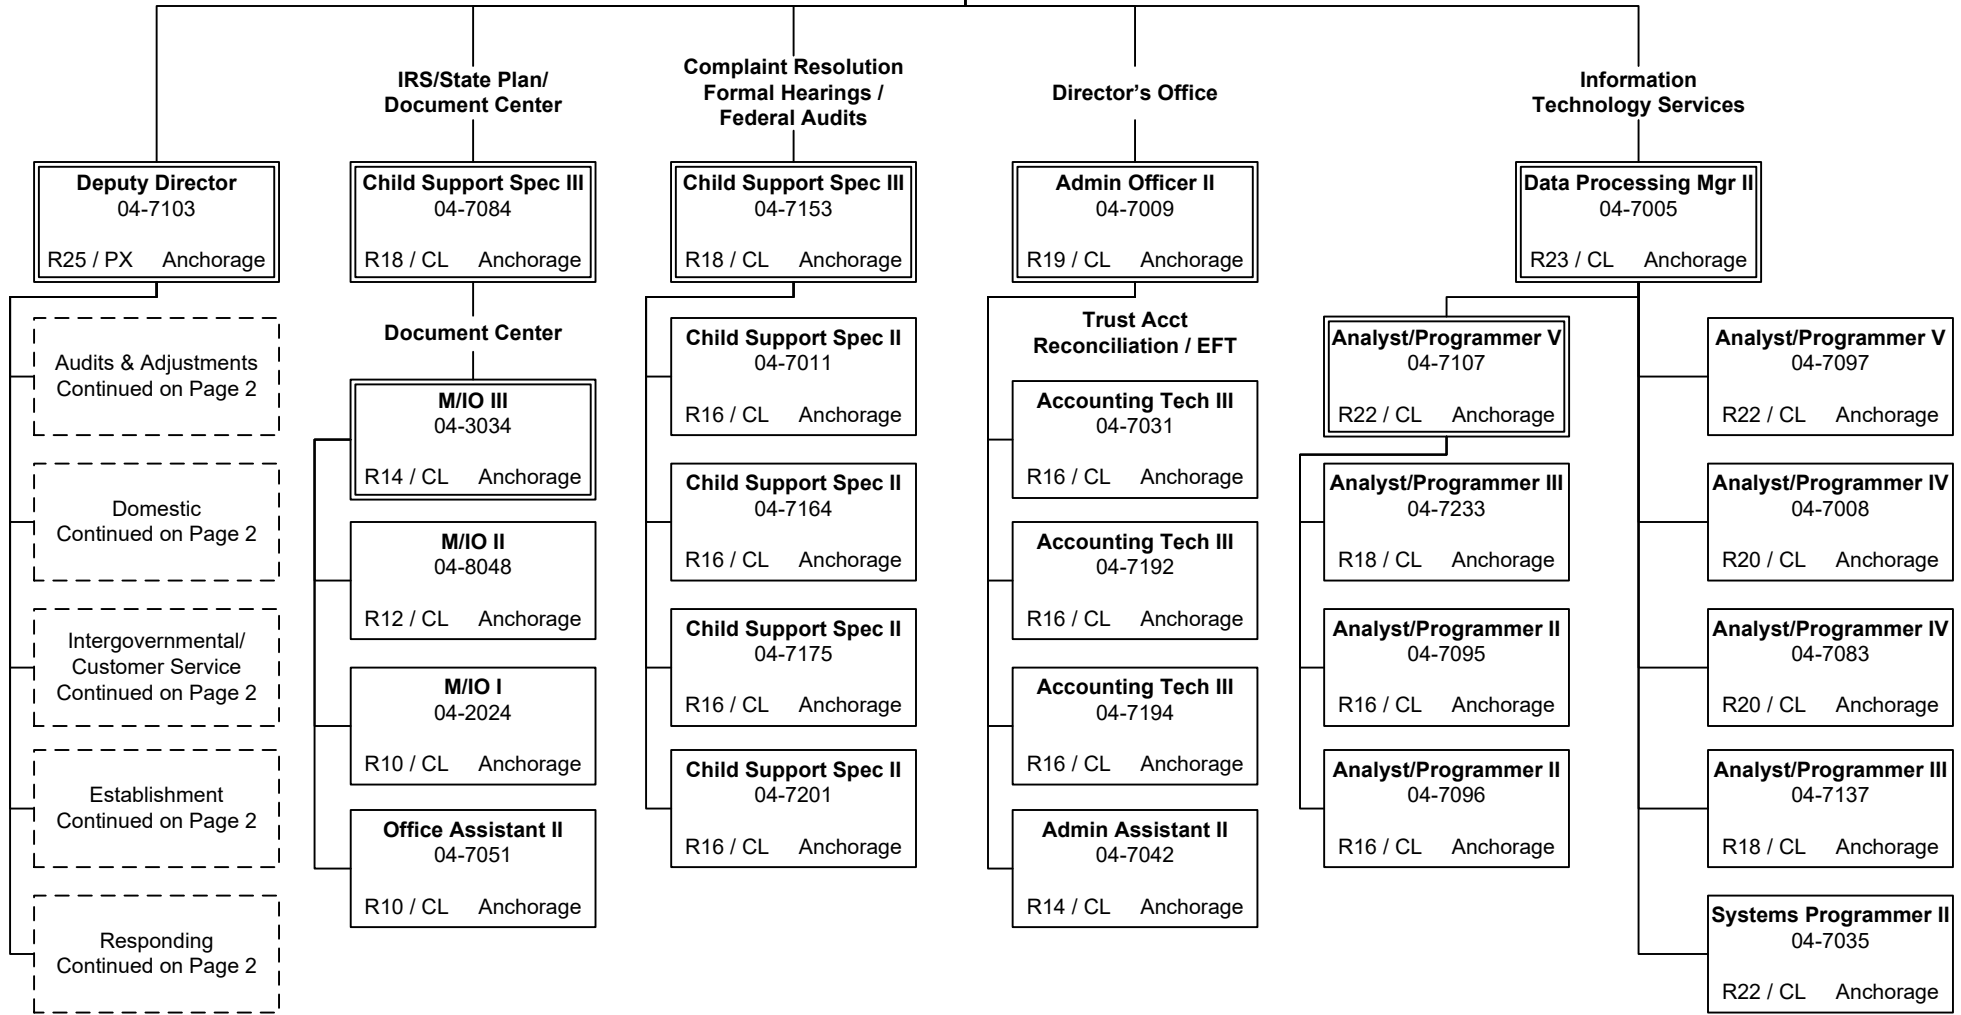 Deputy Director
04-7103
R25 / PX Anchorage
Audits & Adjustments
Continued on Page 2
Domestic
Continued on Page 2
Intergovernmental/
Customer Service
Continued on Page 2
Establishment
Continued on Page 2
Responding
Continued on Page 2
IRS/State Plan/
Document Center
Child Support Spec III
04-7084
R18 / CL Anchorage
Document Center
M/IO III
04-3034
R14 / CL Anchorage
M/IO II
04-8048
R12 / CL Anchorage
M/IO I
04-2024
R10 / CL Anchorage
Office Assistant II
04-7051
R10 / CL Anchorage
Complaint Resolution
Formal Hearings /
Federal Audits
Child Support Spec III
04-7153
R18 / CL Anchorage
Child Support Spec II
04-7011
R16 / CL Anchorage
Child Support Spec II
04-7164
R16 / CL Anchorage
Child Support Spec II
04-7175
R16 / CL Anchorage
Child Support Spec II
04-7201
R16 / CL Anchorage
Director’s Office
Admin Officer II
04-7009
R19 / CL Anchorage
Trust Acct
Reconciliation / EFT
Accounting Tech III
04-7031
R16 / CL Anchorage
Accounting Tech III
04-7192
R16 / CL Anchorage
Accounting Tech III
04-7194
R16 / CL Anchorage
Admin Assistant II
04-7042
R14 / CL Anchorage
Information
Technology Services
Data Processing Mgr II
04-7005
R23 / CL Anchorage
Analyst/Programmer V
04-7107
R22 / CL Anchorage
Analyst/Programmer III
04-7233
R18 / CL Anchorage
Analyst/Programmer II
04-7095
R16 / CL Anchorage
Analyst/Programmer II
04-7096
R16 / CL Anchorage
Analyst/Programmer V
04-7097
R22 / CL Anchorage
Analyst/Programmer IV
04-7008
R20 / CL Anchorage
Analyst/Programmer IV
04-7083
R20 / CL Anchorage
Analyst/Programmer III
04-7137
R18 / CL Anchorage
Systems Programmer II
04-7035
R22 / CL Anchorage